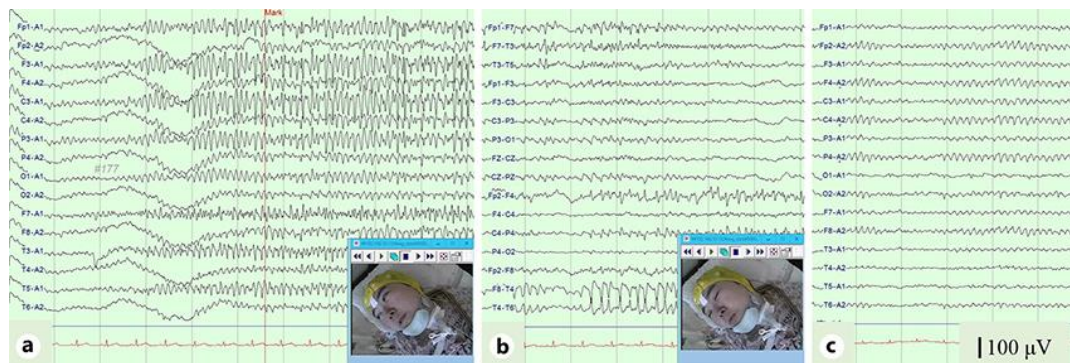 Mark
Fp1-A1
Fp2-A2
F3-A1
F4-A2
C3-A1
C4-A2
P3-A1
P4-A2
#177
O1-A1
O2-A2
F7-A1
F8-A2
T3-A1
T4-A2
T5-A1
T6-A2
a
Fp1-F7
F7-T3
T3-T5
Fp1-F3
F3-C3
C3-P3
P3-O1
FZ-CZ
CZ-PZ
Fp2-F4
F4-C4
C4-P4
P4-O2
Fp2-F8
F8-T4
T4-T6
b
Fp1-A1
Fp2-A2
F3-A1
F4-A2
C3-A1
C4-A2
P3-A1
P4-A2
O1-A1
O2-A2
F7-A1
F8-A2
T3-A1
T4-A2
T5-A1
T6-A2
c
100 µV